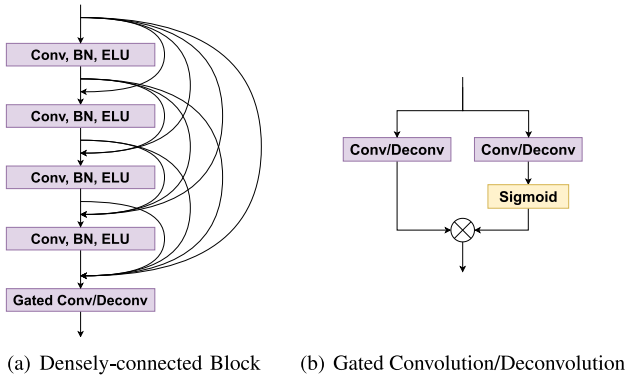 Conv, BN, ELU
Conv, BN, ELU
Conv, BN, ELU
Conv, BN, ELU
Gated Conv/Deconv
(a) Densely-connected Block
Conv/Deconv
Conv/Deconv
Sigmoid
(b) Gated Convolution/Deconvolution